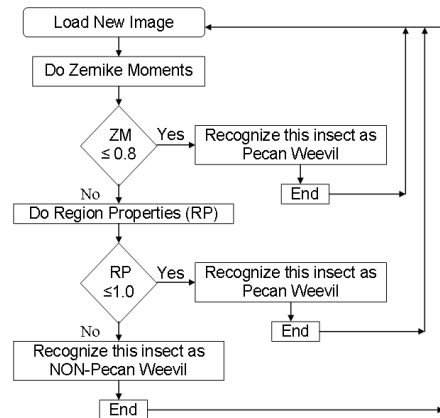 Load New Image
Do Zernike Moments
ZM
≤ 0.8
Yes
Recognize this insect as
Pecan Weevil
End
No
Do Region Properties (RP)
RP
≤1.0
Yes
Recognize this insect as
Pecan Weevil
End
No
Recognize this insect as
NON-Pecan Weevil
End